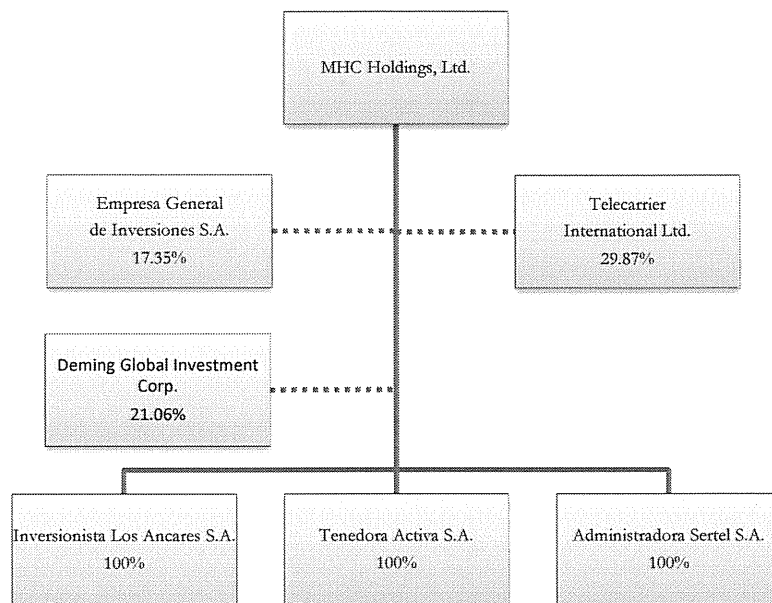 MHC Holdings, Ltd.
Empresa General
de Inversiones S.A.
17.35%
Telecarrier
International Ltd.
29.87%
Deming Global Investment
Corp.
21.06%
Inversionista Los Ancares S.A.
100%
Tenedora Activa S.A.
100%
Administradora Sertel S.A.
100%